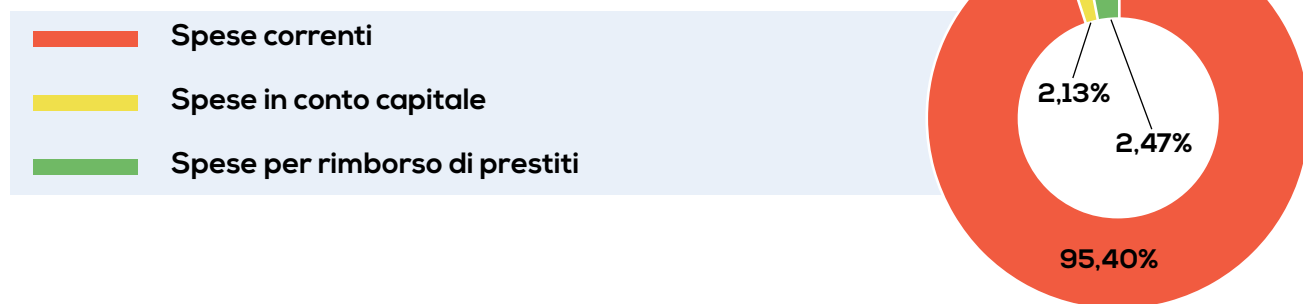 Spese correnti
Spese in conto capitale
Spese per rimborso di prestiti
2,13%
2,47%
95,40%